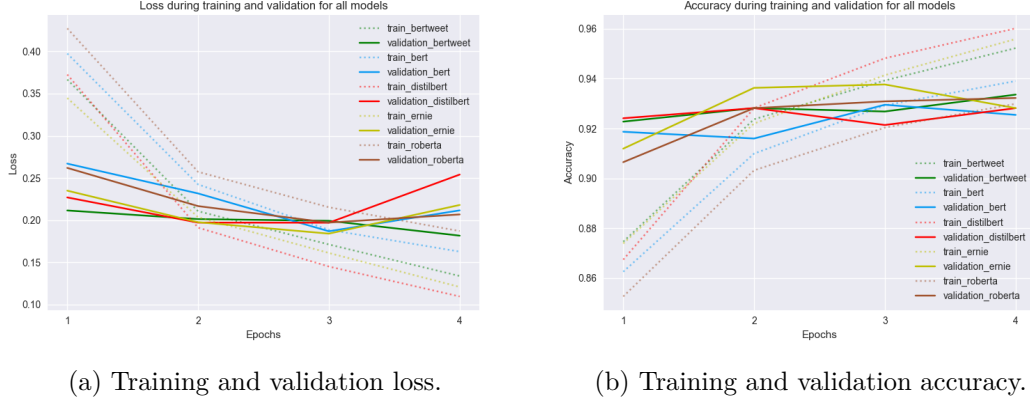 Loss during training and validation for all models
train_bertweet
validation_bertweet
train_bert
validation_bert
train_distilbert
validation_distilbert
train_ernie
validation_ernie
train_roberta
validation_roberta
0.40
0.35
0.30
0.25
0.20
0.15
0.10
Loss
1 2 3 4
Epochs
(a) Training and validation loss.
Accuracy during training and validation for all models
0.96
0.94
0.92
0.90
0.88
0.86
Accuracy
train_bertweet
validation_bertweet
train_bert
validation_bert
train_distilbert
validation_distilbert
train_ernie
validation_ernie
train_roberta
validation_roberta
1 2 3 4
Epochs
(b) Training and validation accuracy.